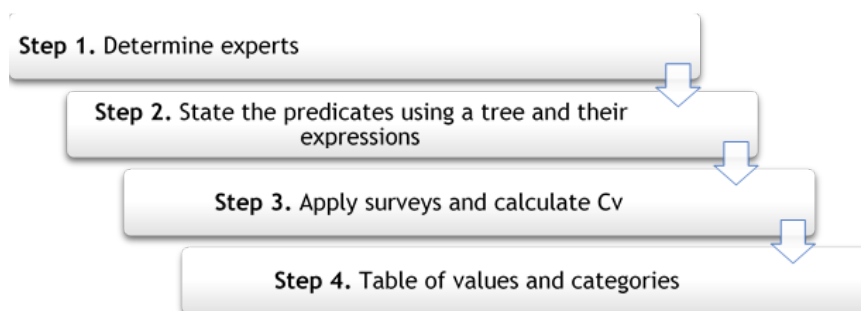 Step 1. Determine experts
Step 2. State the predicates using a tree and their
expressions
Step 3. Apply surveys and calculate Cv
Step 4. Table of values and categories